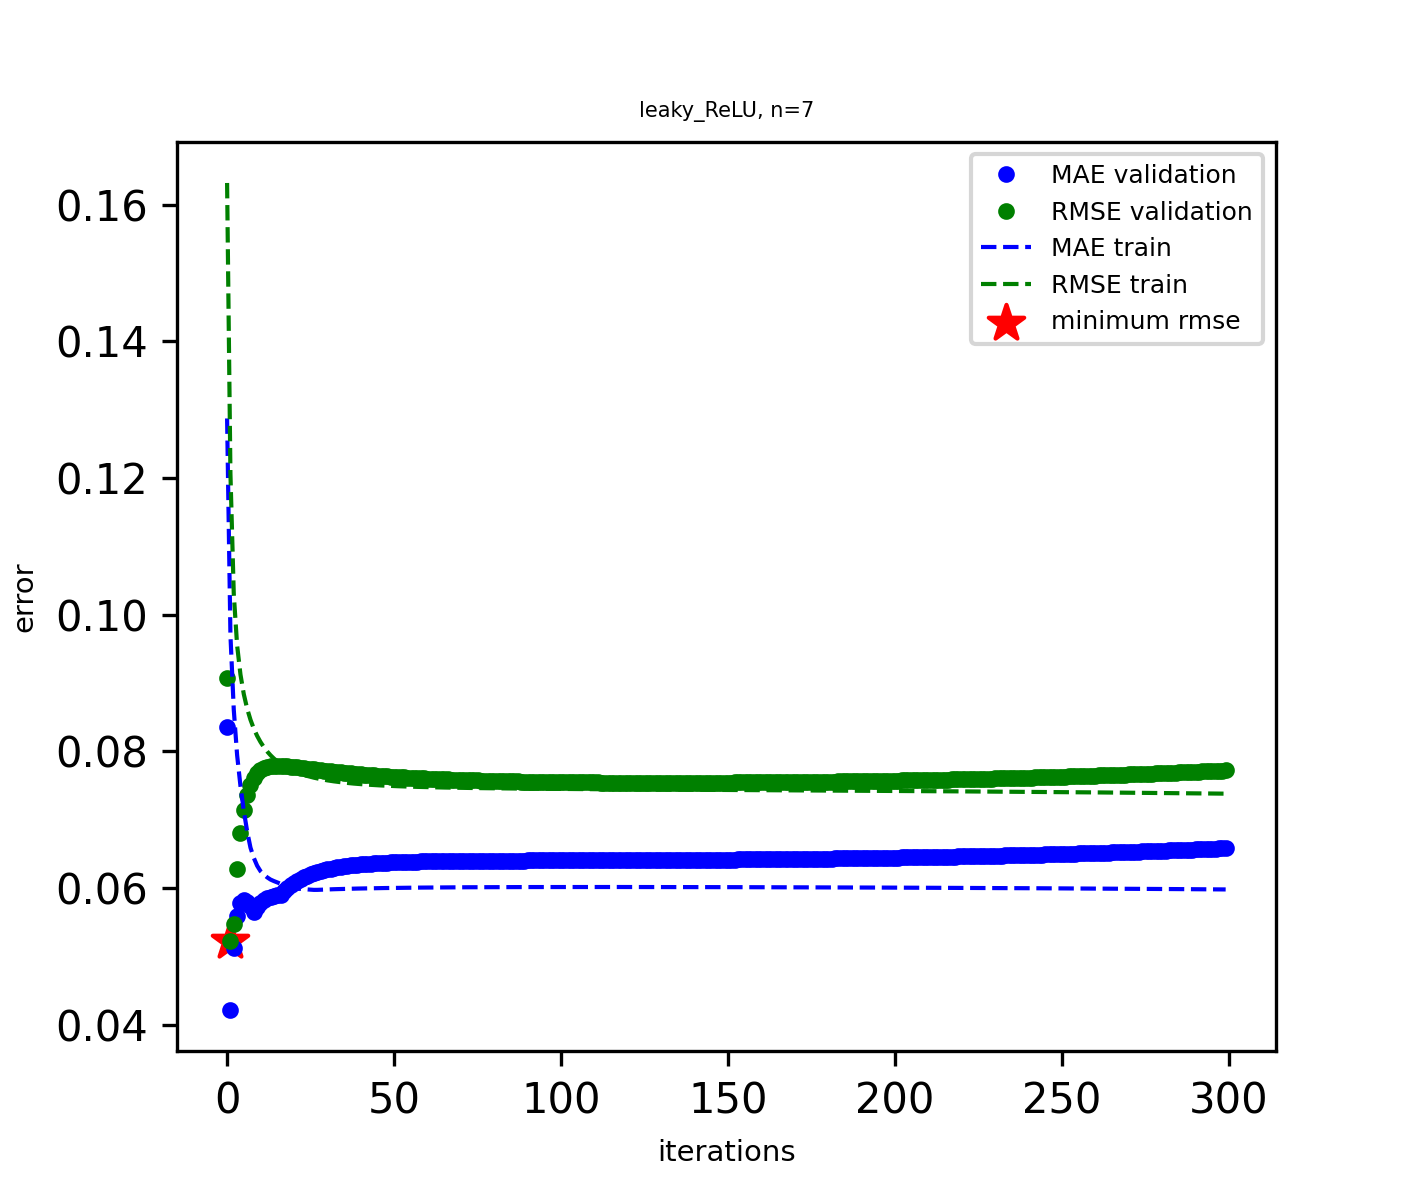 leaky_ReLU, n=7
MAE validation
RMSE validation
MAE train
RMSE train
minimum rmse
error
0.16
0.14
0.12
0.10
0.08
0.06
0.04
0 50 100 150 200 250 300
iterations